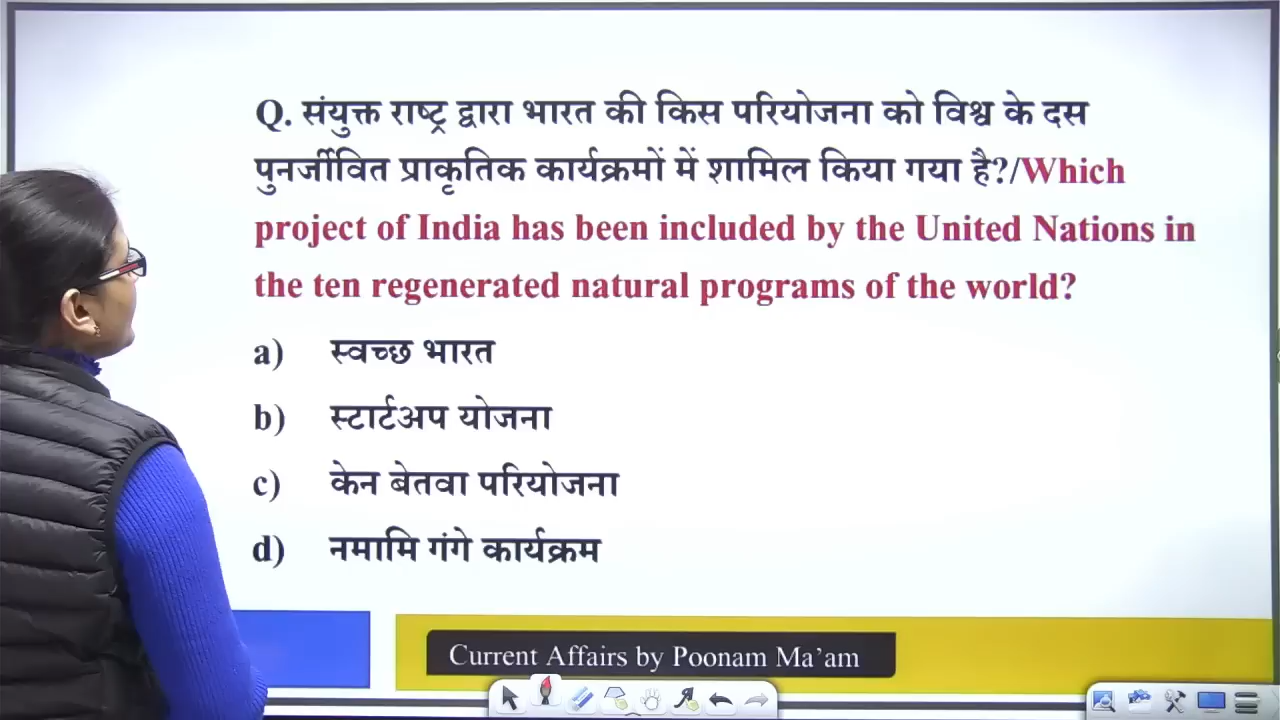 Q. संयुक्त राष्ट्र द्वारा भारत की किस परियोजना को विश्व के दस
पुनर्जीवित प्राकृतिक कार्यक्रमों में शामिल किया गया है?/Which
project of India has been included by the United Nations in
the ten regenerated natural programs of the world?
a) स्वच्छ भारत
b) स्टार्टअप योजना
c) केन बेतवा परियोजना
d) नमामि गंगे कार्यक्रम
Current Affairs by Poonam Ma'am